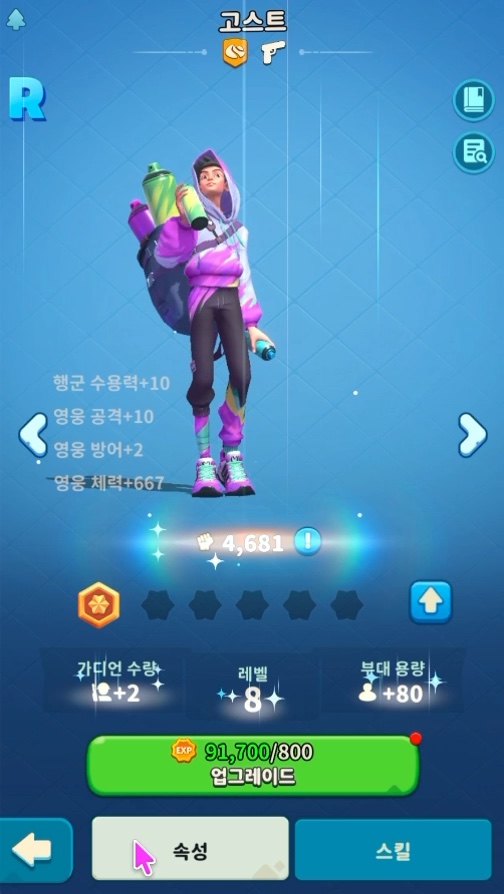 고스트
R
행군 수용력+10
영웅 공격+10
영웅 방어+2
영웅 체력+667
4,681
가디언 수량
+2
레벨
8
부대 용량
+80
EXP 91,700/800
업그레이드
속성
스킬